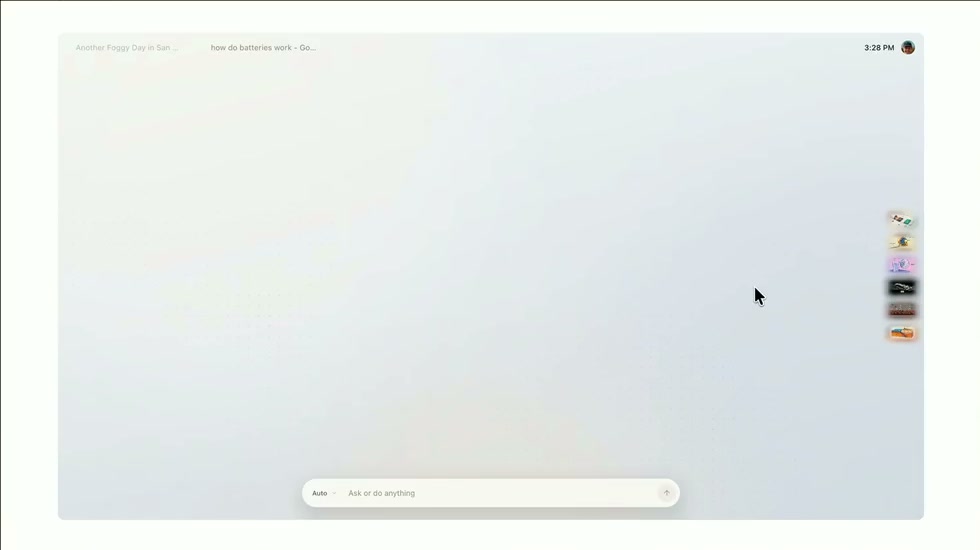 Another Foggy Day in San ...
how do batteries work - Go...
3:28 PM
Auto
Ask or do anything